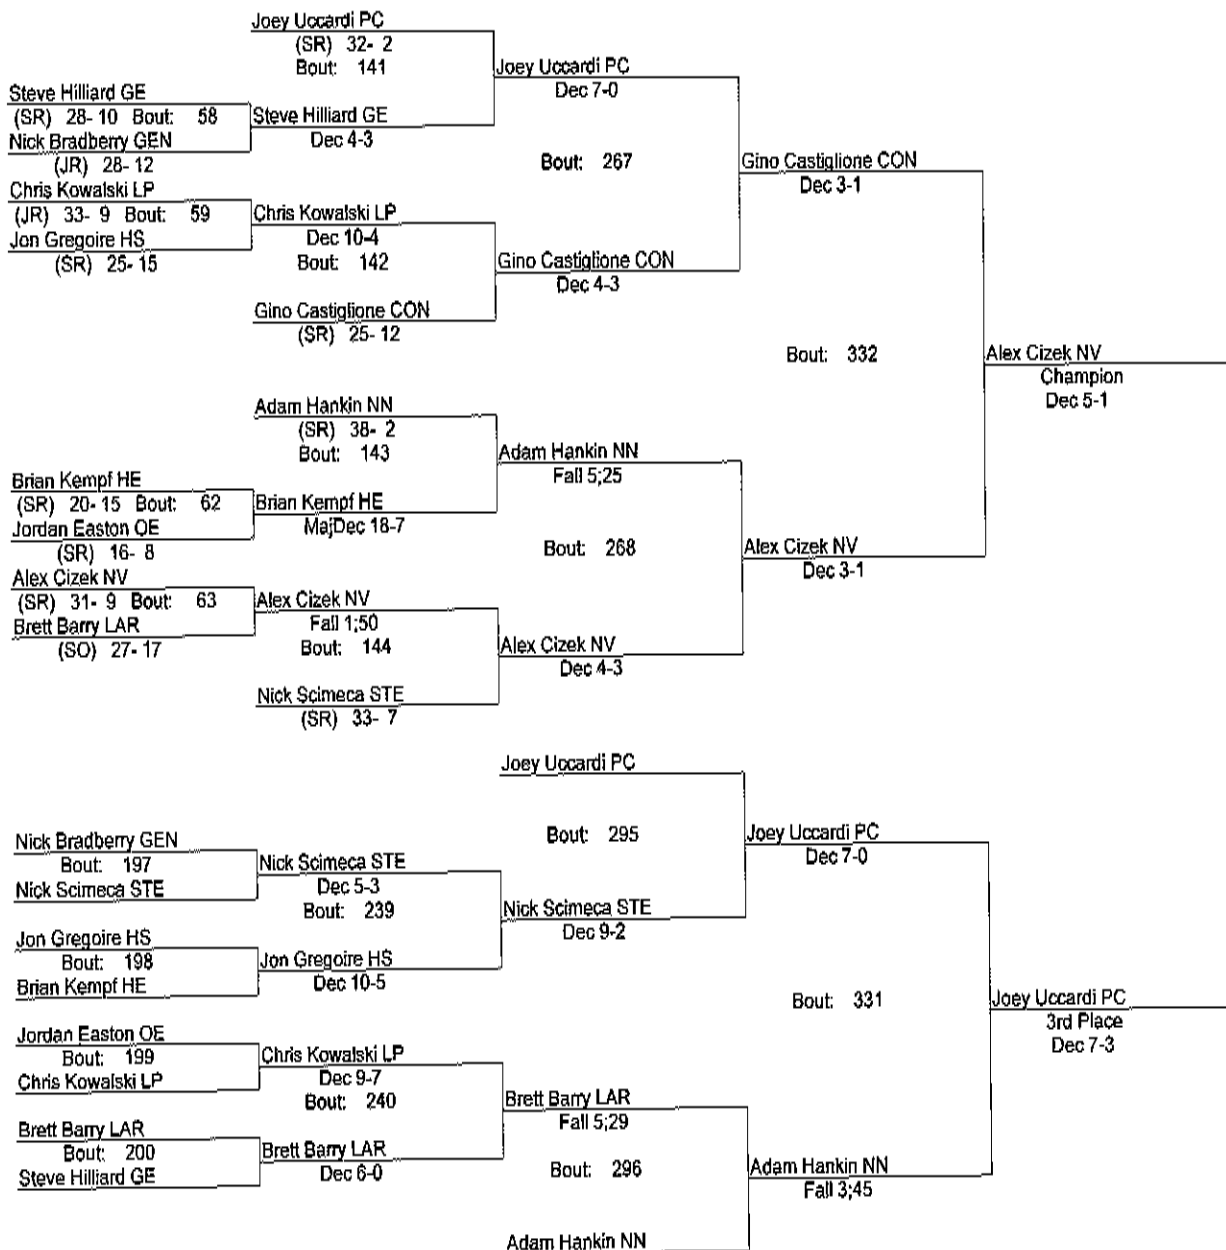 Joey Uccardi PC
(SR) 32- 2
Bout: 141
Joey Uccardi PC
Dec 7-0
Steve Hilliard GE
(SR) 28- 10 Bout: 58
Steve Hilliard GE
Dec 4-3
Nick Bradberry GEN
(JR) 28- 12
Bout: 267
Gino Castiglione CON
Dec 3-1
Chris Kowalski LP
(JR) 33- 9 Bout: 59
Chris Kowalski LP
Dec 10-4
Bout: 142
Jon Gregoire HS
(SR) 25- 15
Gino Castiglione CON
Dec 4-3
Gino Castiglione CON
(SR) 25- 12
Bout: 332
Alex Cizek NV
Champion
Dec 5-1
Adam Hankin NN
(SR) 38- 2
Bout: 143
Adam Hankin NN
Fall 5;25
Brian Kempf HE
(SR) 20- 15 Bout: 62
Brian Kempf HE
MajDec 18-7
Jordan Easton OE
(SR) 16- 8
Bout: 268
Alex Cizek NV
Dec 3-1
Alex Cizek NV
(SR) 31- 9 Bout: 63
Alex Cizek NV
Fall 1;50
Bout: 144
Brett Barry LAR
(SO) 27- 17
Alex Cizek NV
Dec 4-3
Nick Scimeca STE
(SR) 33- 7
Joey Uccardi PC
Bout: 295
Joey Uccardi PC
Dec 7-0
Nick Bradberry GEN
Bout: 197
Nick Scimeca STE
Nick Scimeca STE
Dec 5-3
Bout: 239
Nick Scimeca STE
Dec 9-2
Jon Gregoire HS
Bout: 198
Brian Kempf HE
Jon Gregoire HS
Dec 10-5
Bout: 331
Joey Uccardi PC
3rd Place
Dec 7-3
Jordan Easton OE
Bout: 199
Chris Kowalski LP
Chris Kowalski LP
Dec 9-7
Bout: 240
Brett Barry LAR
Fall 5;29
Brett Barry LAR
Bout: 200
Steve Hilliard GE
Brett Barry LAR
Dec 6-0
Bout: 296
Adam Hankin NN
Fall 3;45
Adam Hankin NN